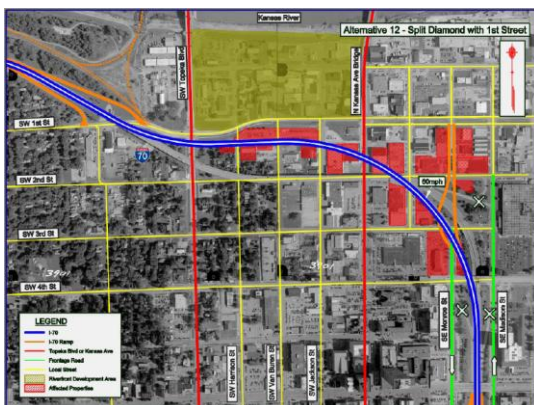 Kansas River
Alternative 12 - Split Diamond with 1st Street
SW Topeka Blvd
N Kansas Ave Bridge
SW 1st St
70
SW 2nd St
50mph
SW 3rd St
SW 4th St
SE Monroe St
SE Madison St
SW Harrison St
SW Van Buren St
SW Jackson St
LEGEND
I-70
I-70 Ramp
Topeka Blvd or Kansas Ave
Frontage Road
Local Street
Riverfront Development Area
Affected Properties